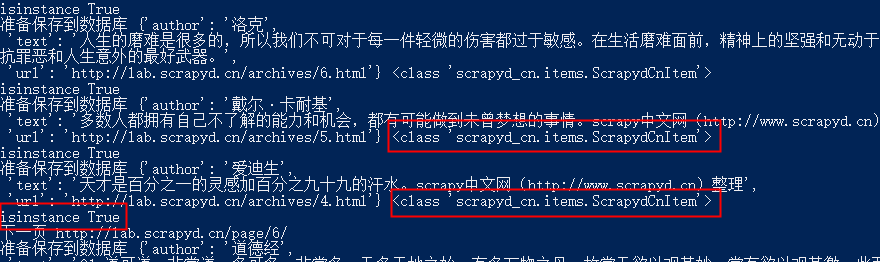 isinstance True
准备保存到数据库 {'author': '洛克',
 'text': '人生的磨难是很多的，所以我们不可对于每一件轻微的伤害都过于敏感。在生活磨难面前，精神上的坚强和无动于
抗罪恶和人生意外的最好武器。',
 'url': 'http://lab.scrapyd.cn/archives/6.html'} <class 'scrapyd_cn.items.ScrapydCnItem'>
isinstance True
准备保存到数据库 {'author': '戴尔·卡耐基',
 'text': '多数人都拥有自己不了解的能力和机会，都有可能做到未曾梦想的事情。scrapy中文网（http://www.scrapyd.cn)
 'url': 'http://lab.scrapyd.cn/archives/5.html'} <class 'scrapyd_cn.items.ScrapydCnItem'>
isinstance True
准备保存到数据库 {'author': '爱迪生',
 'text': '天才是百分之一的灵感加百分之九十九的汗水。scrapy中文网（http://www.scrapyd.cn）整理',
 'url': 'http://lab.scrapyd.cn/archives/4.html'} <class 'scrapyd_cn.items.ScrapydCnItem'>
isinstance True
下一页 http://lab.scrapyd.cn/page/6/
准备保存到数据库 {'author': '道德经',